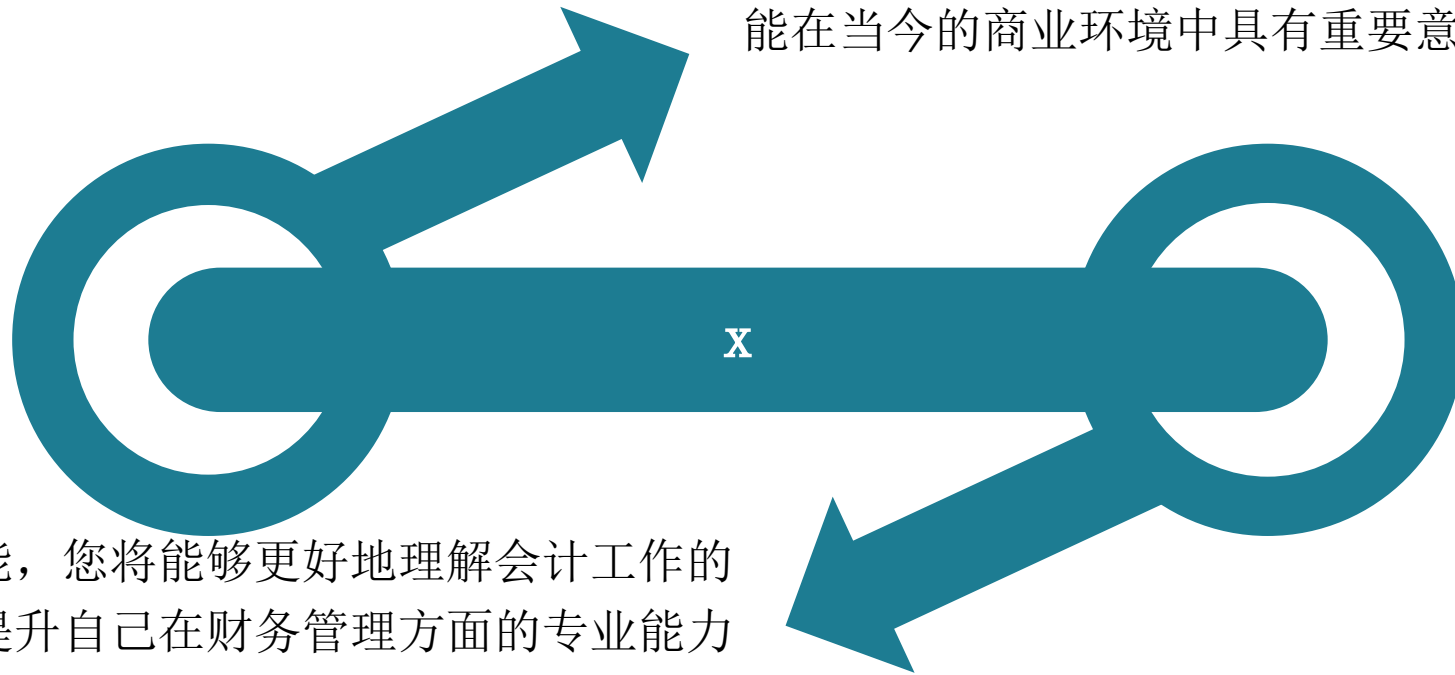 能在当今的商业环境中具有重要意
X
能，您将能够更好地理解会计工作的
提升自己在财务管理方面的专业能力